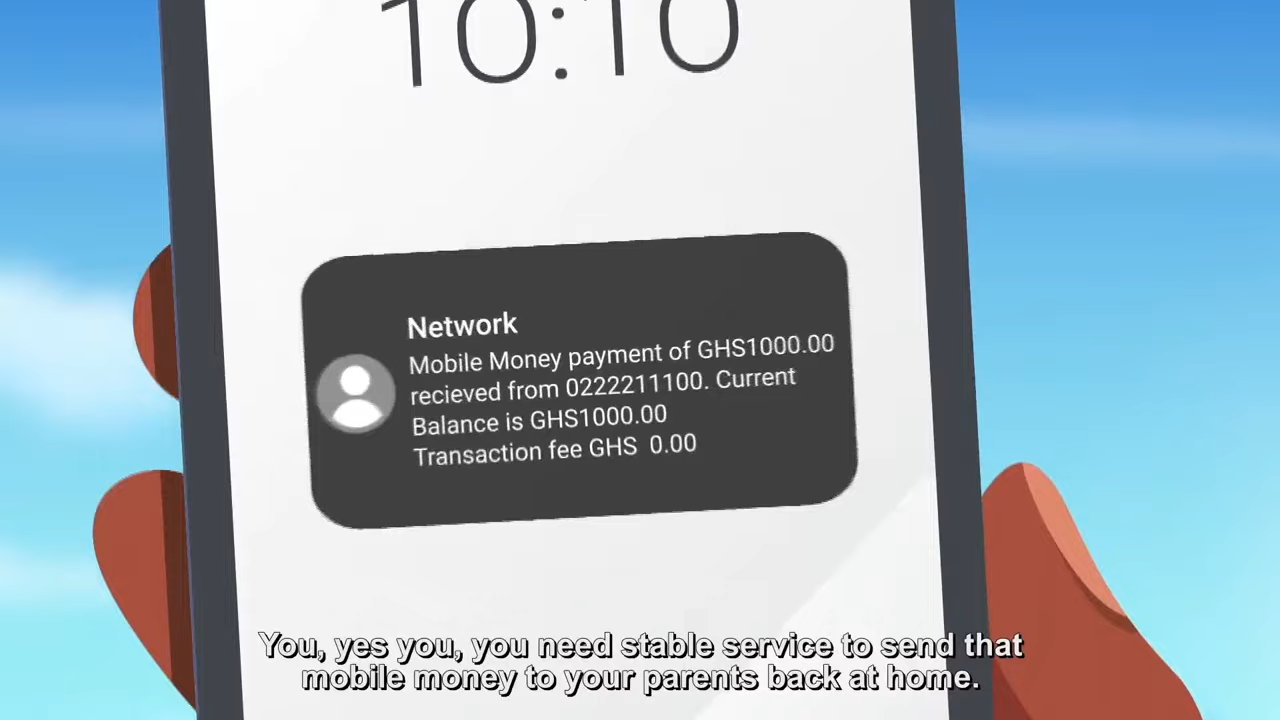 10:10
Network
Mobile Money payment of GHS1000.00
recieved from 0222211100. Current
Balance is GHS1000.00
Transaction fee GHS 0.00
You, yes you, you need stable service to send that
mobile money to your parents back at home.